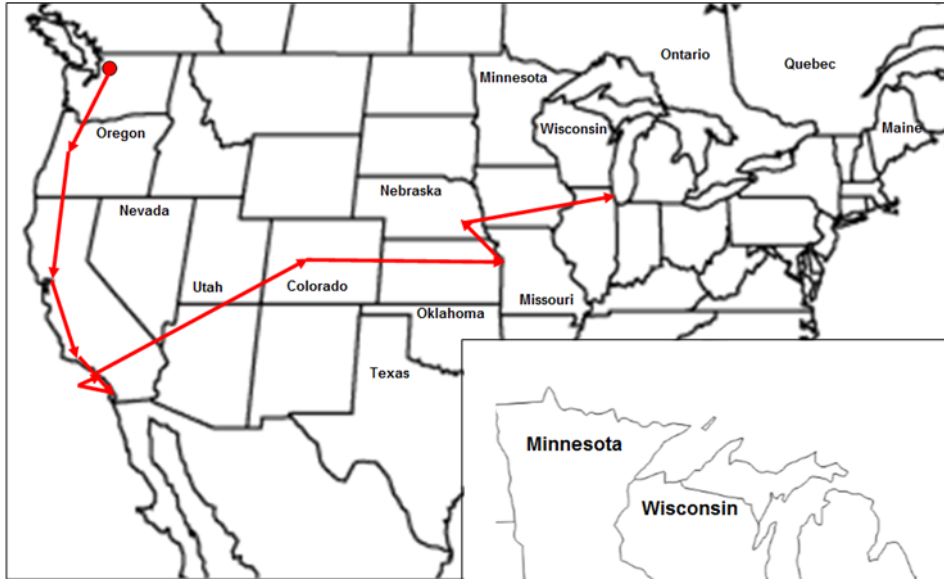 Ontario
Quebec
Minnesota
Wisconsin
Maine
Oregon
Nebraska
Nevada
Utah
Colorado
Missouri
Oklahoma
Texas
Minnesota
Wisconsin